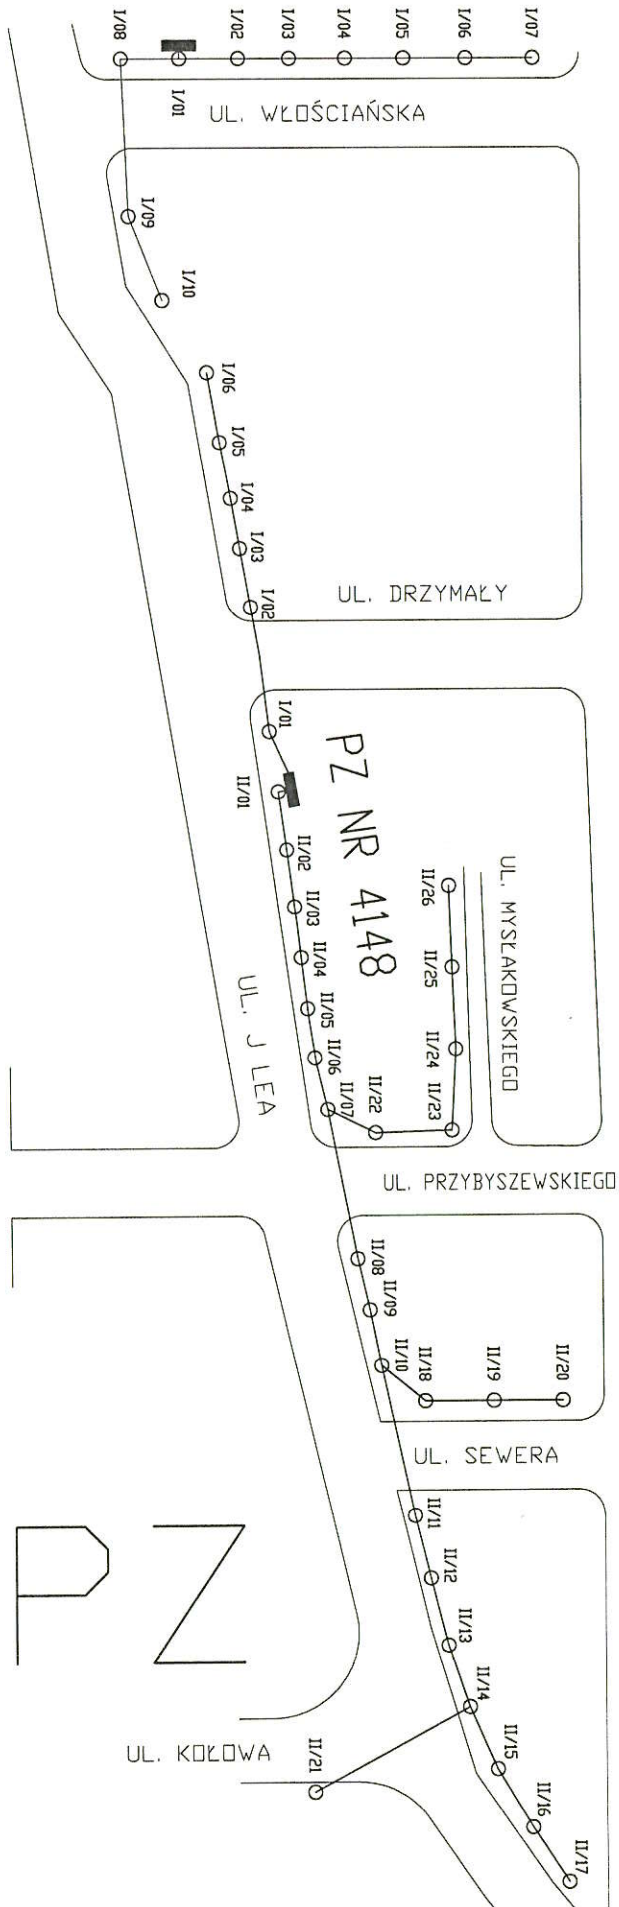 I/08
I/01
I/02
I/03
I/04
I/05
I/06
I/07
UL. WŁOŚCIAŃSKA
I/09
I/10
I/06
I/05
I/04
I/03
I/02
UL. DRZYMAŁY
I/01
II/01
PZ NR 4148
II/02
II/03
II/04
II/05
II/06
II/07
II/22
II/23
II/24
II/25
II/26
UL. MYSŁAKOWSKIEGO
UL. J LEA
UL. PRZYBYSZEWSKIEGO
II/08
II/09
II/10
II/18
II/19
II/20
UL. SEWERA
II/11
II/12
II/13
II/14
II/15
II/16
II/17
II/21
UL. KOŁOWA
PZ